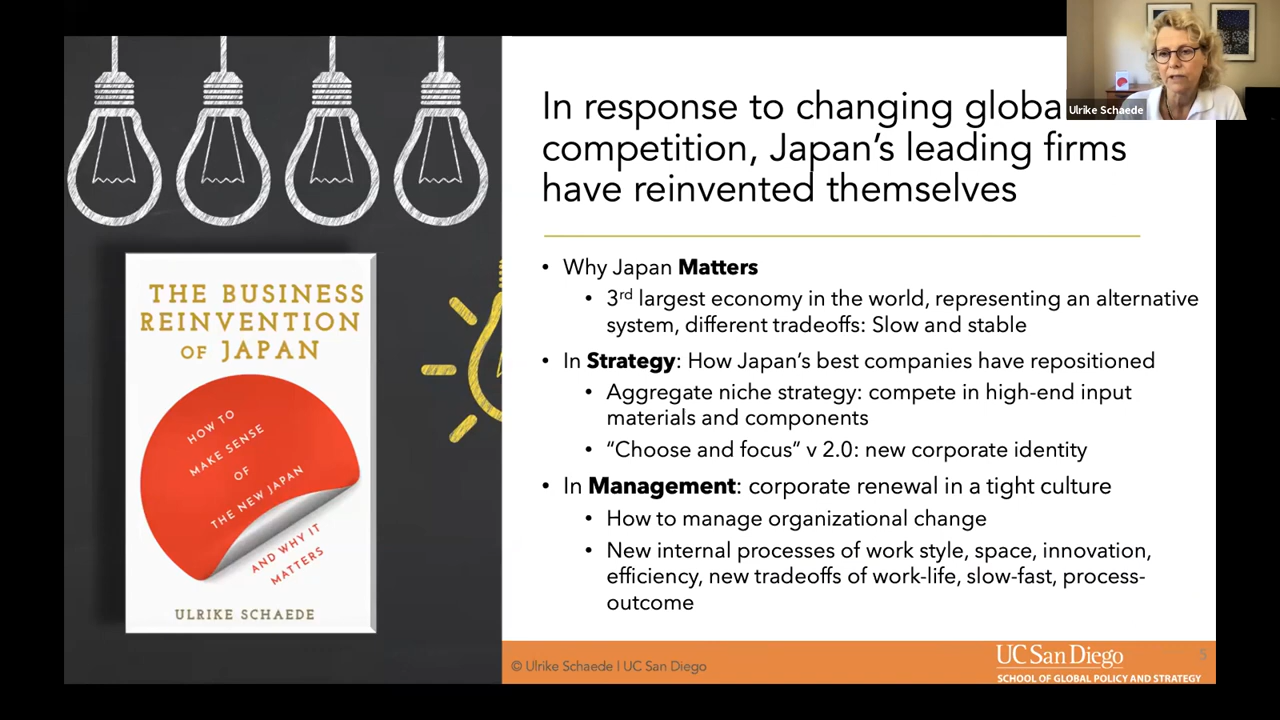 In response to changing globa
competition, Japan's leading firms
have reinvented themselves
Ulrike Schaede
• Why Japan Matters
• 3rd largest economy in the world, representing an alternative
system, different tradeoffs: Slow and stable
• In Strategy: How Japan's best companies have repositioned
• Aggregate niche strategy: compete in high-end input
materials and components
• "Choose and focus" v 2.0: new corporate identity
• In Management: corporate renewal in a tight culture
• How to manage organizational change
• New internal processes of work style, space, innovation,
efficiency, new tradeoffs of work-life, slow-fast, process-
outcome
THE BUSINESS
REINVENTION
OF JAPAN
HOW TO
MAKE SENSE
OF
THE NEW JAPAN
AND WHY IT
MATTERS
ULRIKE SCHAEDE
© Ulrike Schaede | UC San Diego
UC San Diego
SCHOOL OF GLOBAL POLICY AND STRATEGY
5